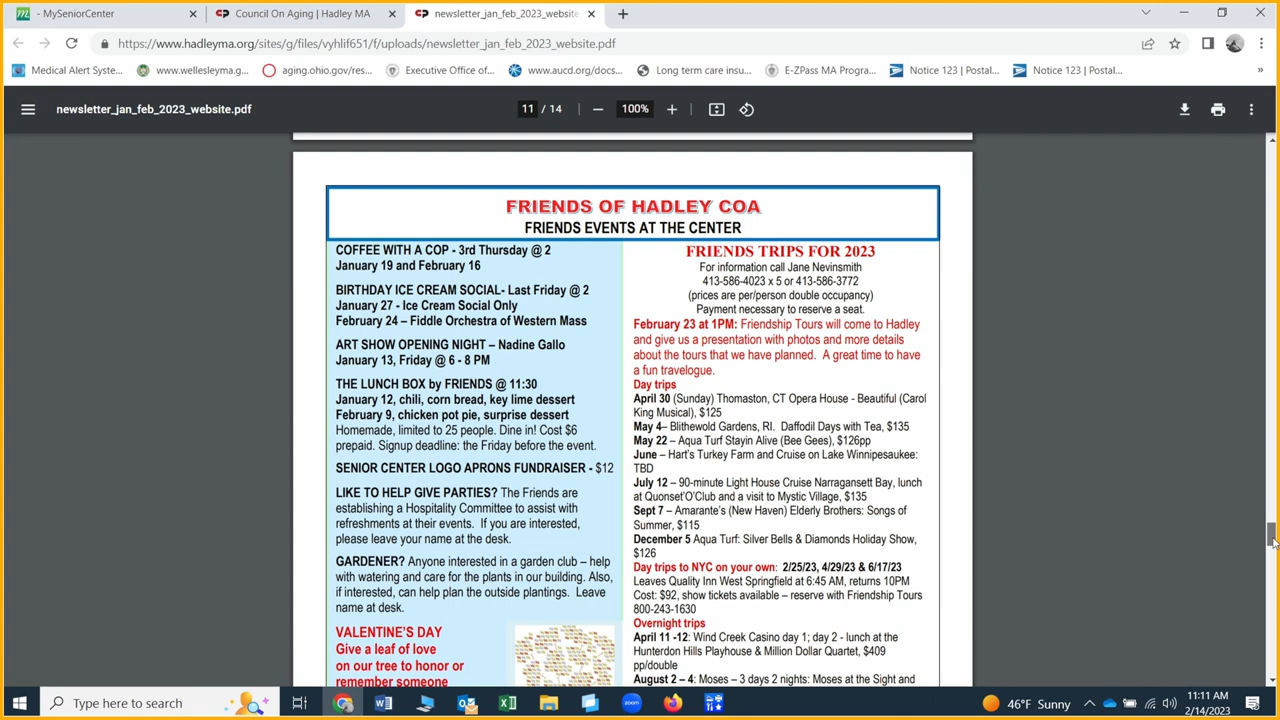 - MySeniorCenter
Council On Aging | Hadley MA
newsletter_jan_feb_2023_website.
https://www.hadleyma.org/sites/g/files/vyhlif651/f/uploads/newsletter_jan_feb_2023_website.pdf
Medical Alert Syste...
www.wellesleyma.g...
aging.ohio.gov/res...
Executive Office of...
www.aucd.org/docs...
Long term care insu...
E-ZPass MA Progra...
Notice 123 | Postal...
Notice 123 | Postal...
»
newsletter_jan_feb_2023_website.pdf
11 / 14
100%
FRIENDS OF HADLEY COA
FRIENDS EVENTS AT THE CENTER
COFFEE WITH A COP - 3rd Thursday @ 2
January 19 and February 16
BIRTHDAY ICE CREAM SOCIAL- Last Friday @ 2
January 27 - Ice Cream Social Only
February 24 – Fiddle Orchestra of Western Mass
ART SHOW OPENING NIGHT – Nadine Gallo
January 13, Friday @ 6 - 8 PM
THE LUNCH BOX by FRIENDS @ 11:30
January 12, chili, corn bread, key lime dessert
February 9, chicken pot pie, surprise dessert
Homemade, limited to 25 people. Dine in! Cost $6
prepaid. Signup deadline: the Friday before the event.
SENIOR CENTER LOGO APRONS FUNDRAISER - $12
LIKE TO HELP GIVE PARTIES? The Friends are
establishing a Hospitality Committee to assist with
refreshments at their events. If you are interested,
please leave your name at the desk.
GARDENER? Anyone interested in a garden club – help
with watering and care for the plants in our building. Also,
if interested, can help plan the outside plantings. Leave
name at desk.
VALENTINE'S DAY
Give a leaf of love
on our tree to honor or
remember someone
FRIENDS TRIPS FOR 2023
For information call Jane Nevinsmith
413-586-4023 x 5 or 413-586-3772
(prices are per/person double occupancy)
Payment necessary to reserve a seat.
February 23 at 1PM: Friendship Tours will come to Hadley
and give us a presentation with photos and more details
about the tours that we have planned. A great time to have
a fun travelogue.
Day trips
April 30 (Sunday) Thomaston, CT Opera House - Beautiful (Carol
King Musical), $125
May 4– Blithewold Gardens, RI. Daffodil Days with Tea, $135
May 22 – Aqua Turf Stayin Alive (Bee Gees), $126pp
June – Hart's Turkey Farm and Cruise on Lake Winnipesaukee:
TBD
July 12 – 90-minute Light House Cruise Narragansett Bay, lunch
at Quonset'O'Club and a visit to Mystic Village, $135
Sept 7 – Amarante's (New Haven) Elderly Brothers: Songs of
Summer, $115
December 5 Aqua Turf: Silver Bells & Diamonds Holiday Show,
$126
Day trips to NYC on your own: 2/25/23, 4/29/23 & 6/17/23
Leaves Quality Inn West Springfield at 6:45 AM, returns 10PM
Cost: $92, show tickets available – reserve with Friendship Tours
800-243-1630
Overnight trips
April 11 -12: Wind Creek Casino day 1; day 2 - lunch at the
Hunterdon Hills Playhouse & Million Dollar Quartet, $409
pp/double
August 2 – 4: Moses – 3 days 2 nights: Moses at the Sight and
Type here to search
zoom
46°F Sunny
11:11 AM
2/14/2023